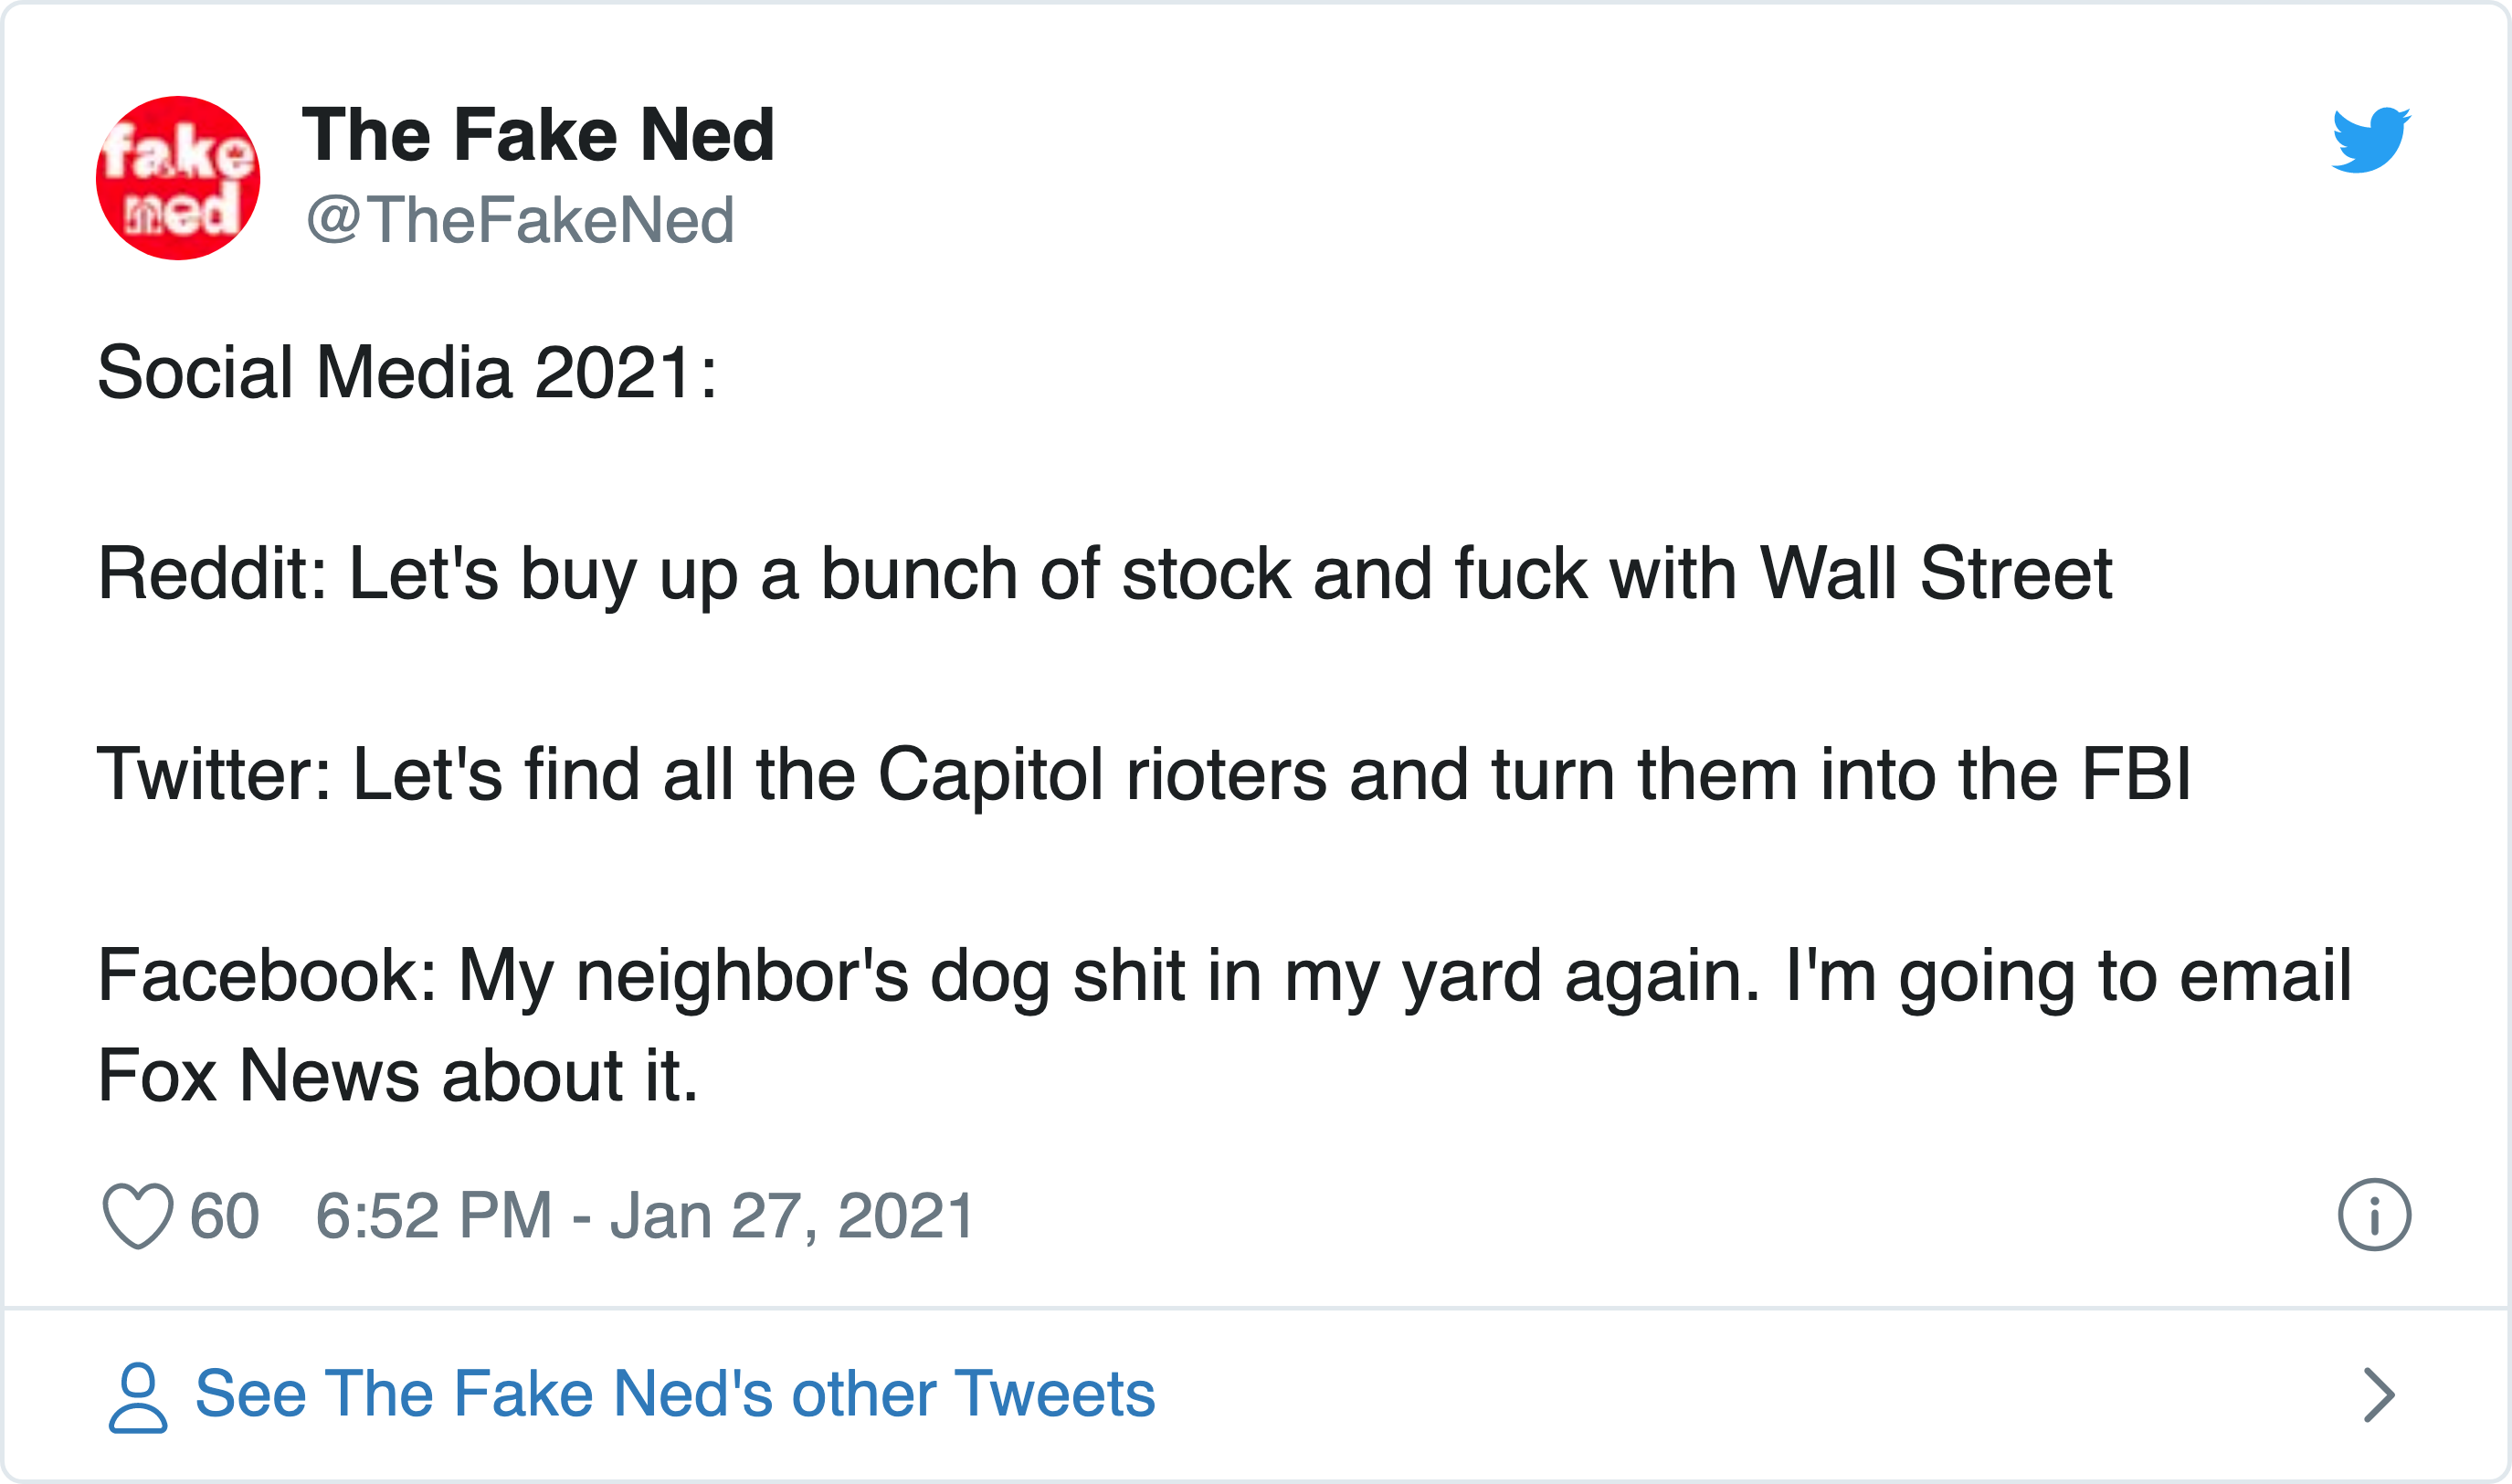 fake
ned
The Fake Ned
@TheFakeNed
Social Media 2021:
Reddit: Let's buy up a bunch of stock and fuck with Wall Street
Twitter: Let's find all the Capitol rioters and turn them into the FBI
Facebook: My neighbor's dog shit in my yard again. I'm going to email
Fox News about it.
60 6:52 PM - Jan 27, 2021
See The Fake Ned's other Tweets